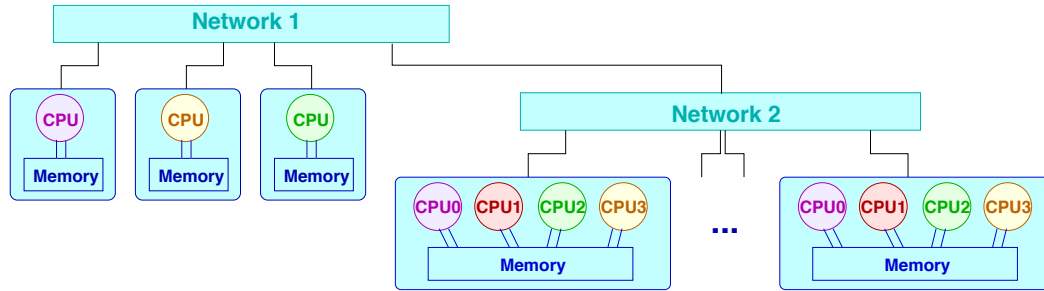 Network 1
CPU CPU CPU
Memory Memory Memory
Network 2
CPU0 CPU1 CPU2 CPU3
Memory
...
CPU0 CPU1 CPU2 CPU3
Memory